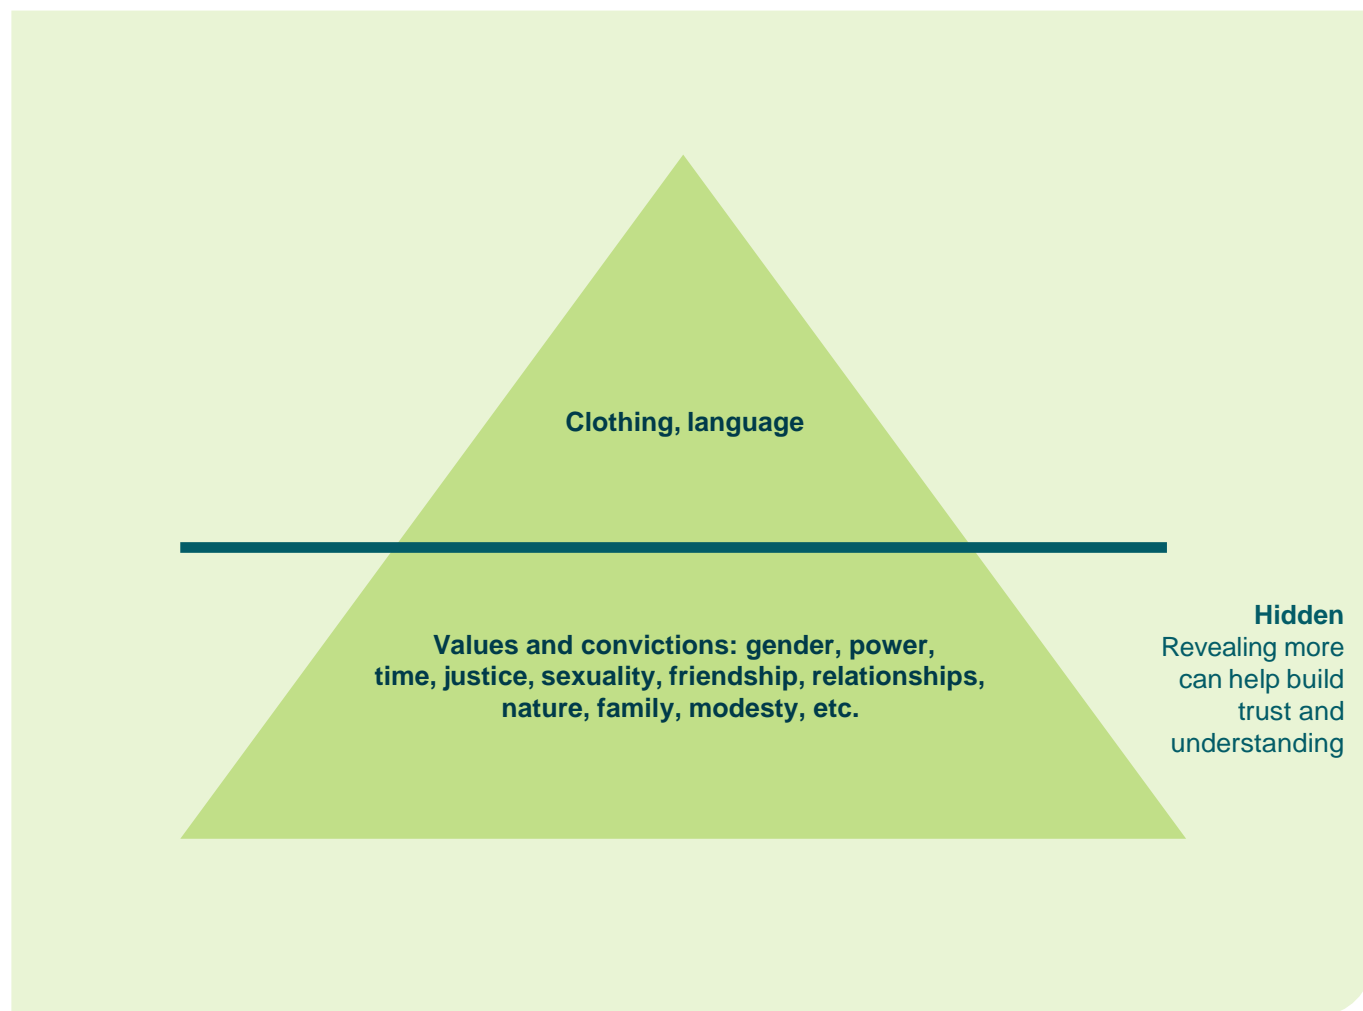 Clothing, language
Values and convictions: gender, power,
time, justice, sexuality, friendship, relationships,
nature, family, modesty, etc.
Hidden
Revealing more
can help build
trust and
understanding